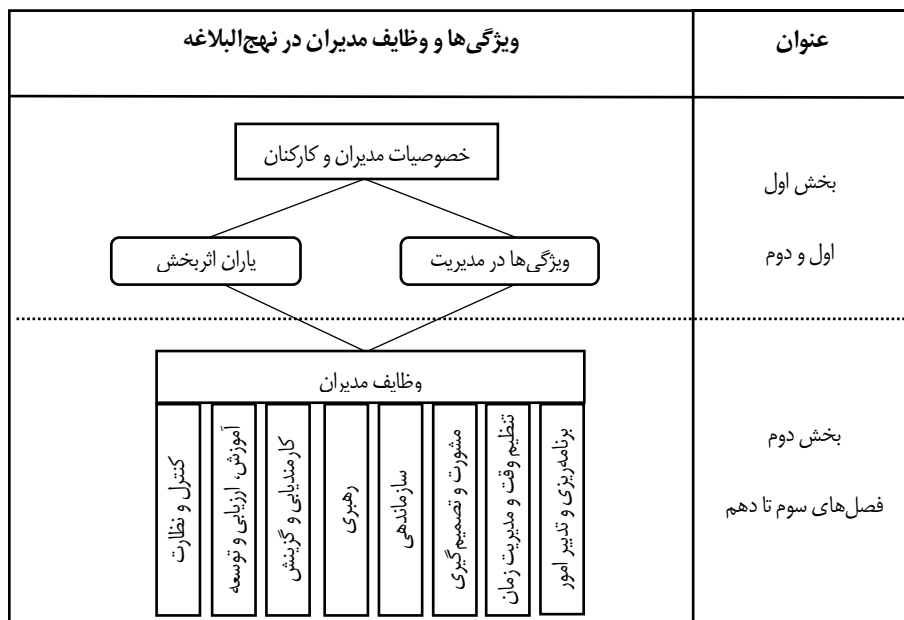 عنوان
ویژگی‌ها و وظایف مدیران در نهج‌البلاغه
بخش اول
اول و دوم
خصوصیات مدیران و کارکنان
ویژگی‌ها در مدیریت
یاران اثربخش
بخش دوم
فصل‌های سوم تا دهم
وظایف مدیران
برنامه‌ریزی و تدبیر امور
تنظیم وقت و مدیریت زمان
مشورت و تصمیم‌گیری
سازماندهی
رهبری
کارمندیابی و گزینش
آموزش، ارزیابی و توسعه
کنترل و نظارت